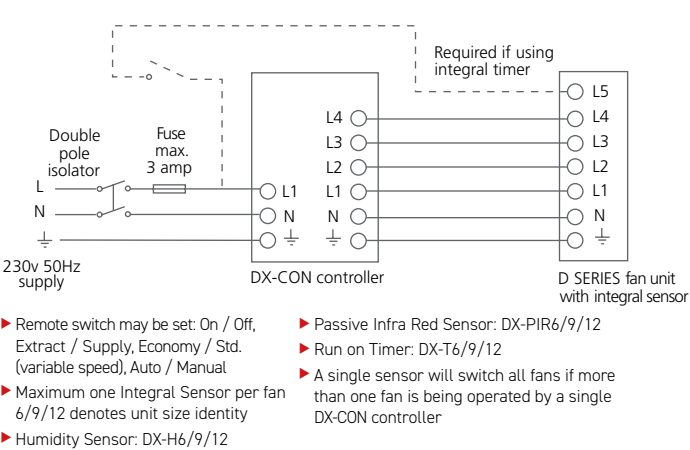 Required if using
integral timer
Double
pole
isolator
Fuse
max.
3 amp
L
N
230v 50Hz
supply
L4
L3
L2
L1 L1
N N
DX-CON controller
L5
L4
L3
L2
L1
N
D SERIES fan unit
with integral sensor
▶ Remote switch may be set: On / Off,
Extract / Supply, Economy / Std.
(variable speed), Auto / Manual
▶ Maximum one Integral Sensor per fan
6/9/12 denotes unit size identity
▶ Humidity Sensor: DX-H6/9/12
▶ Passive Infra Red Sensor: DX-PIR6/9/12
▶ Run on Timer: DX-T6/9/12
▶ A single sensor will switch all fans if more
than one fan is being operated by a single
DX-CON controller